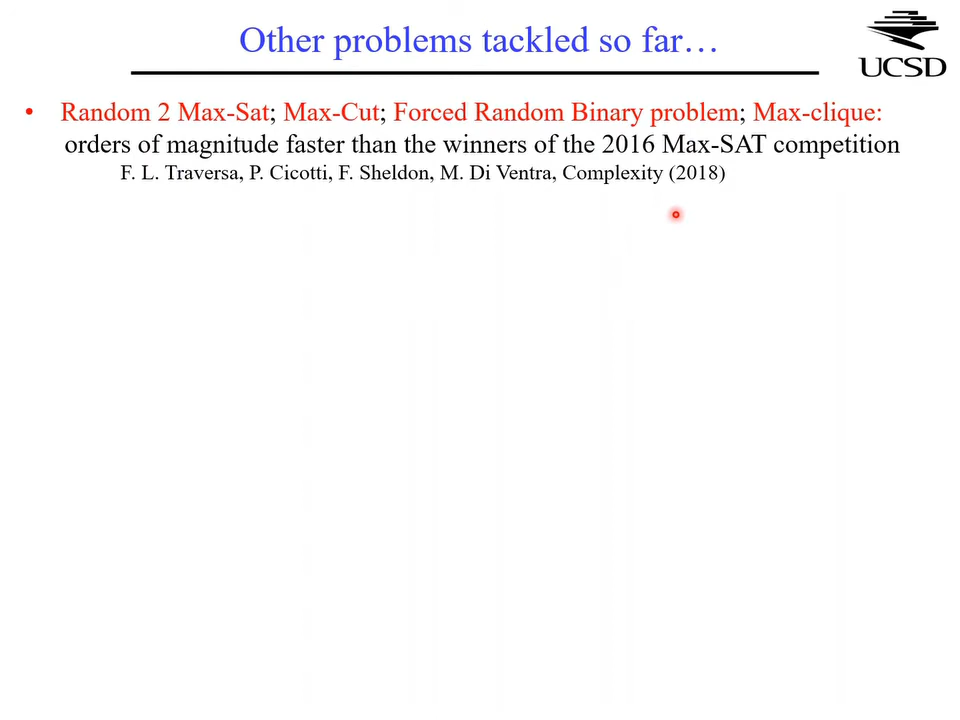 Other problems tackled so far…
UCSD
• Random 2 Max-Sat; Max-Cut; Forced Random Binary problem; Max-clique:
orders of magnitude faster than the winners of the 2016 Max-SAT competition
F. L. Traversa, P. Cicotti, F. Sheldon, M. Di Ventra, Complexity (2018)